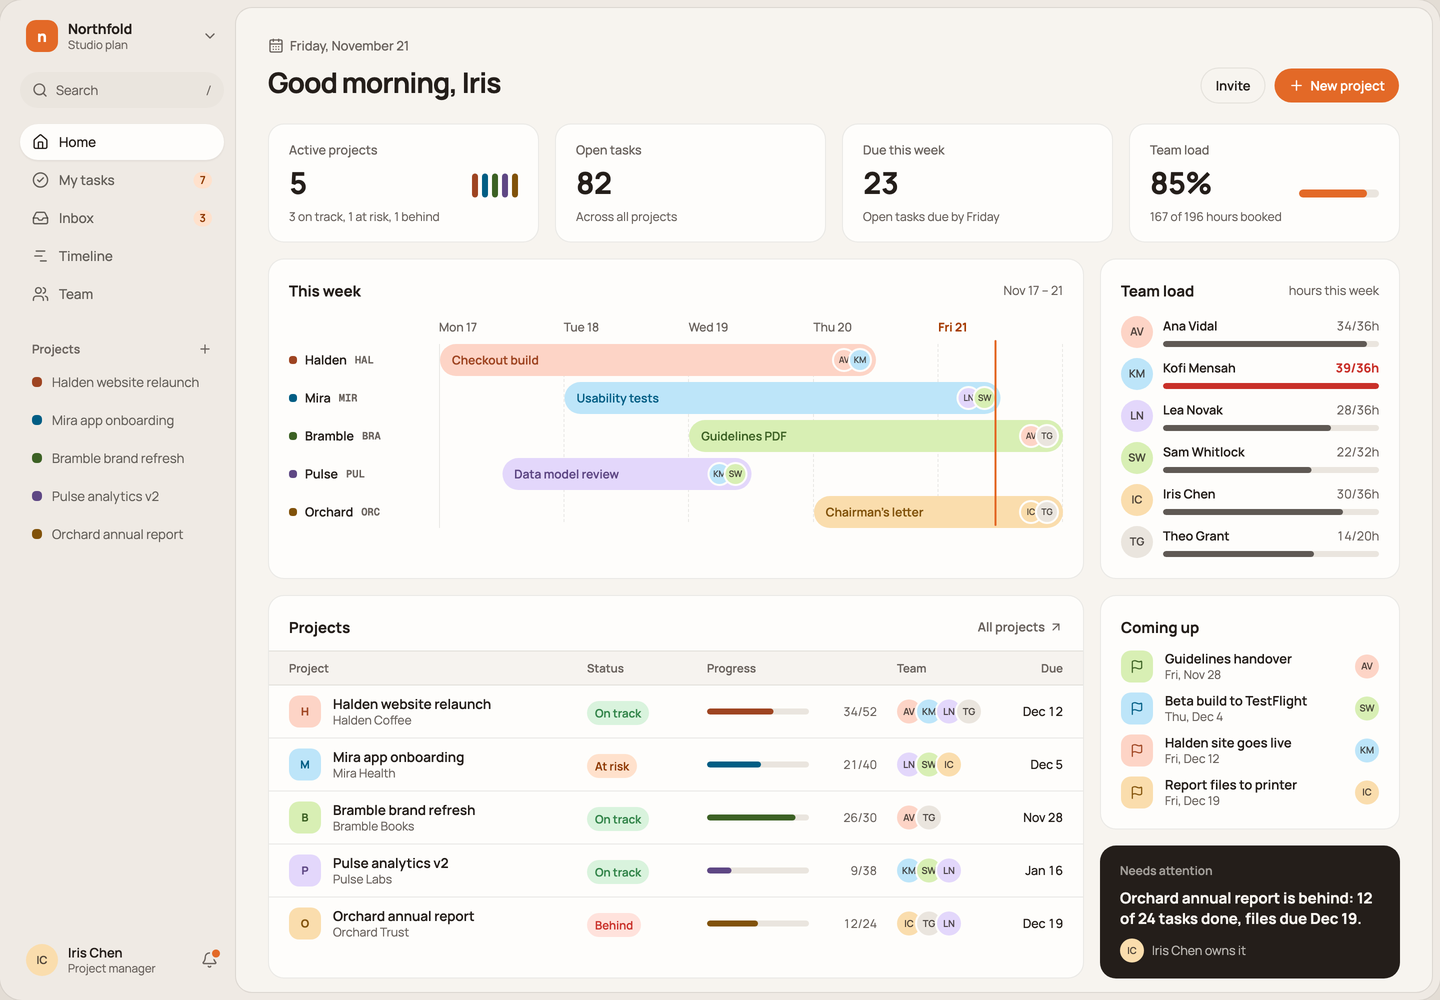 n
Northfold
Studio plan
Search /
Home
My tasks 7
Inbox 3
Timeline
Team
Projects
Halden website relaunch
Mira app onboarding
Bramble brand refresh
Pulse analytics v2
Orchard annual report
IC
Iris Chen
Project manager
Friday, November 21
Good morning, Iris
Invite
New project
Active projects
5
3 on track, 1 at risk, 1 behind
Open tasks
82
Across all projects
Due this week
23
Open tasks due by Friday
Team load
85%
167 of 196 hours booked
This week
Nov 17 – 21
Mon 17 Tue 18 Wed 19 Thu 20 Fri 21
Halden HAL Checkout build AV KM
Mira MIR Usability tests LN SW
Bramble BRA Guidelines PDF AV TG
Pulse PUL Data model review KM SW
Orchard ORC Chairman's letter IC TG
Team load hours this week
AV Ana Vidal 34/36h
KM Kofi Mensah 39/36h
LN Lea Novak 28/36h
SW Sam Whitlock 22/32h
IC Iris Chen 30/36h
TG Theo Grant 14/20h
Projects
All projects
Project Status Progress Team Due
H Halden website relaunch On track 34/52 AV KM LN TG Dec 12
Halden Coffee
M Mira app onboarding At risk 21/40 LN SW IC Dec 5
Mira Health
B Bramble brand refresh On track 26/30 AV TG Nov 28
Bramble Books
P Pulse analytics v2 On track 9/38 KM SW LN Jan 16
Pulse Labs
O Orchard annual report Behind 12/24 IC TG LN Dec 19
Orchard Trust
Coming up
Guidelines handover AV
Fri, Nov 28
Beta build to TestFlight SW
Thu, Dec 4
Halden site goes live KM
Fri, Dec 12
Report files to printer IC
Fri, Dec 19
Needs attention
Orchard annual report is behind: 12
of 24 tasks done, files due Dec 19.
IC Iris Chen owns it